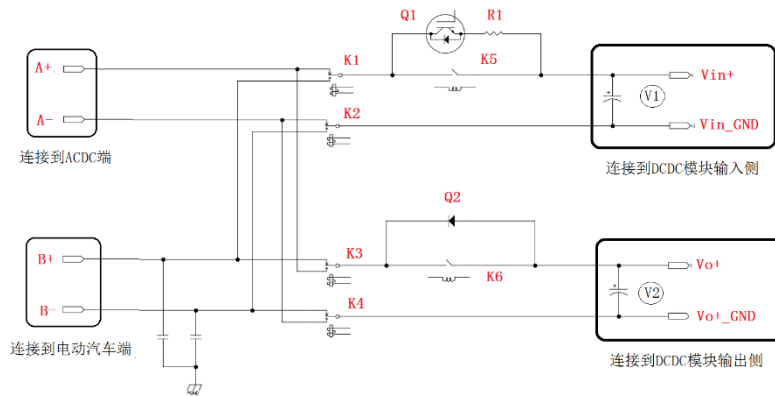 Q1
R1
A+
K1
K5
Vin+
V1
A-
K2
Vin_GND
连接到ACDC端
连接到DCDC模块输入侧
Q2
B+
K3
K6
Vo+
V2
B-
K4
Vo+_GND
连接到电动汽车端
连接到DCDC模块输出侧